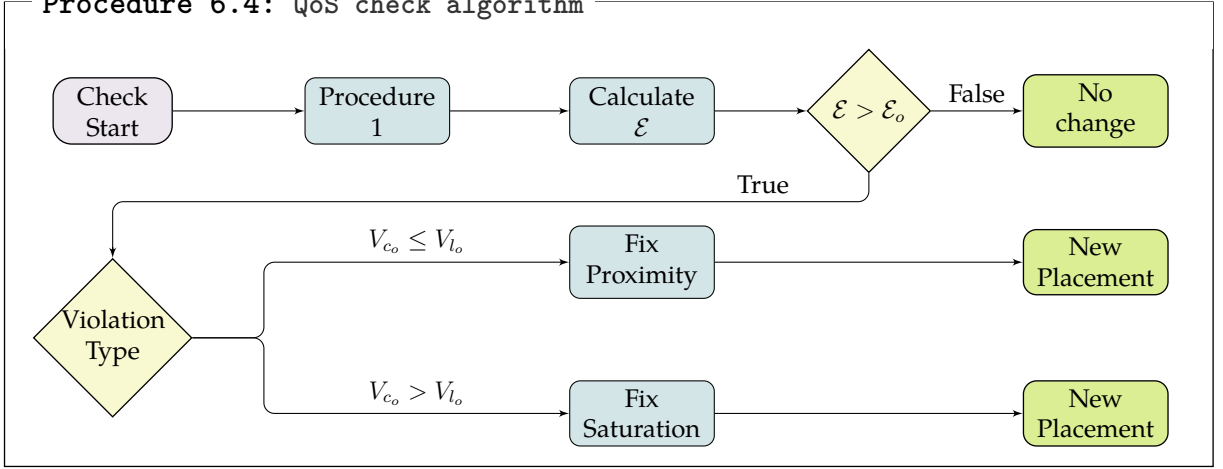 Procedure 6.4: QoS check algorithm
Check
Start
Procedure
1
Calculate
ℰ
ℰ > ℰₒ
False
No
change
True
V_{c_o} ≤ V_{l_o}
Fix
Proximity
New
Placement
Violation
Type
V_{c_o} > V_{l_o}
Fix
Saturation
New
Placement